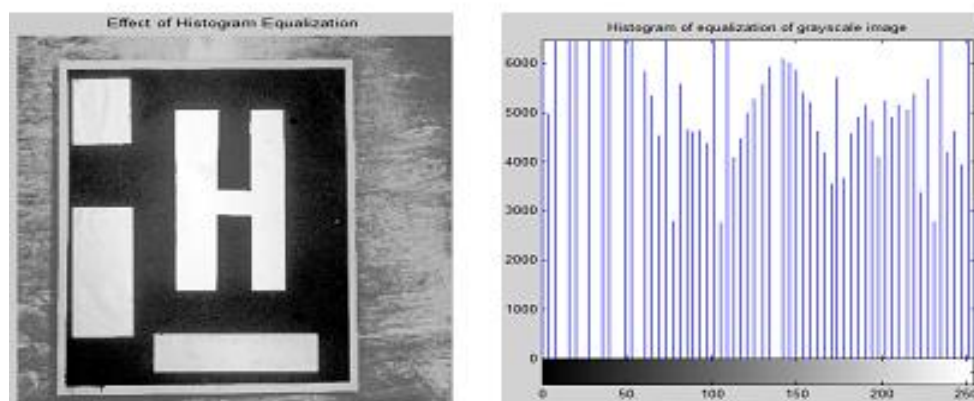 Effect of Histogram Equalization
H
Histogram of equalization of grayscale image
6000
5000
4000
3000
2000
1000
0
0 50 100 150 200 250